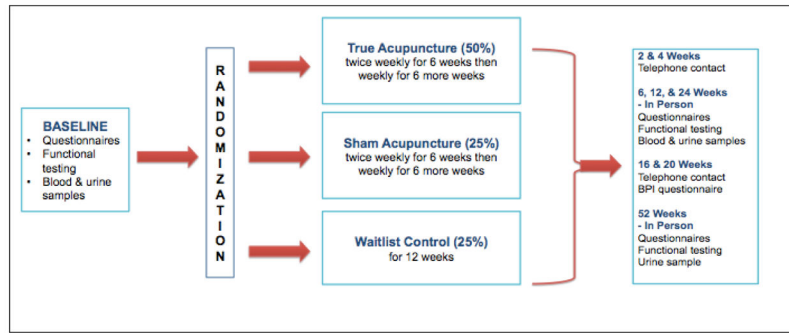 BASELINE
• Questionnaires
• Functional
testing
• Blood & urine
samples
RANDOMIZATION
True Acupuncture (50%)
twice weekly for 6 weeks then
weekly for 6 more weeks
Sham Acupuncture (25%)
twice weekly for 6 weeks then
weekly for 6 more weeks
Waitlist Control (25%)
for 12 weeks
2 & 4 Weeks
Telephone contact
6, 12, & 24 Weeks
- In Person
Questionnaires
Functional testing
Blood & urine samples
16 & 20 Weeks
Telephone contact
BPI questionnaire
52 Weeks
- In Person
Questionnaires
Functional testing
Urine sample